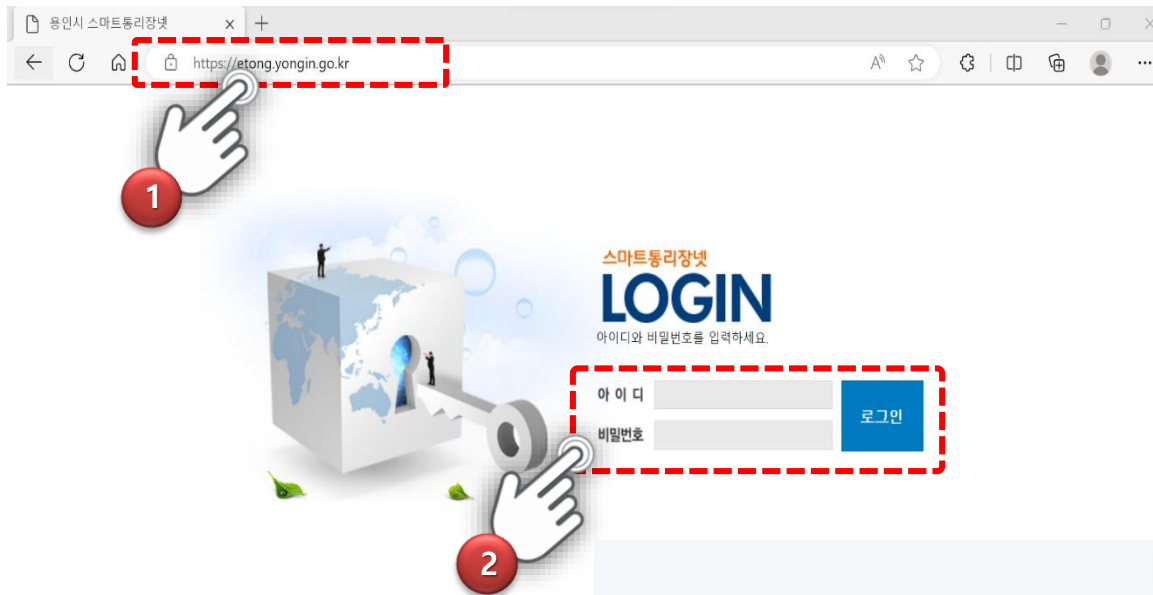 용인시 스마트통리장넷
https://etong.yongin.go.kr
1
스마트통리장넷
LOGIN
아이디와 비밀번호를 입력하세요.
아 이 디
비밀번호
로그인
2